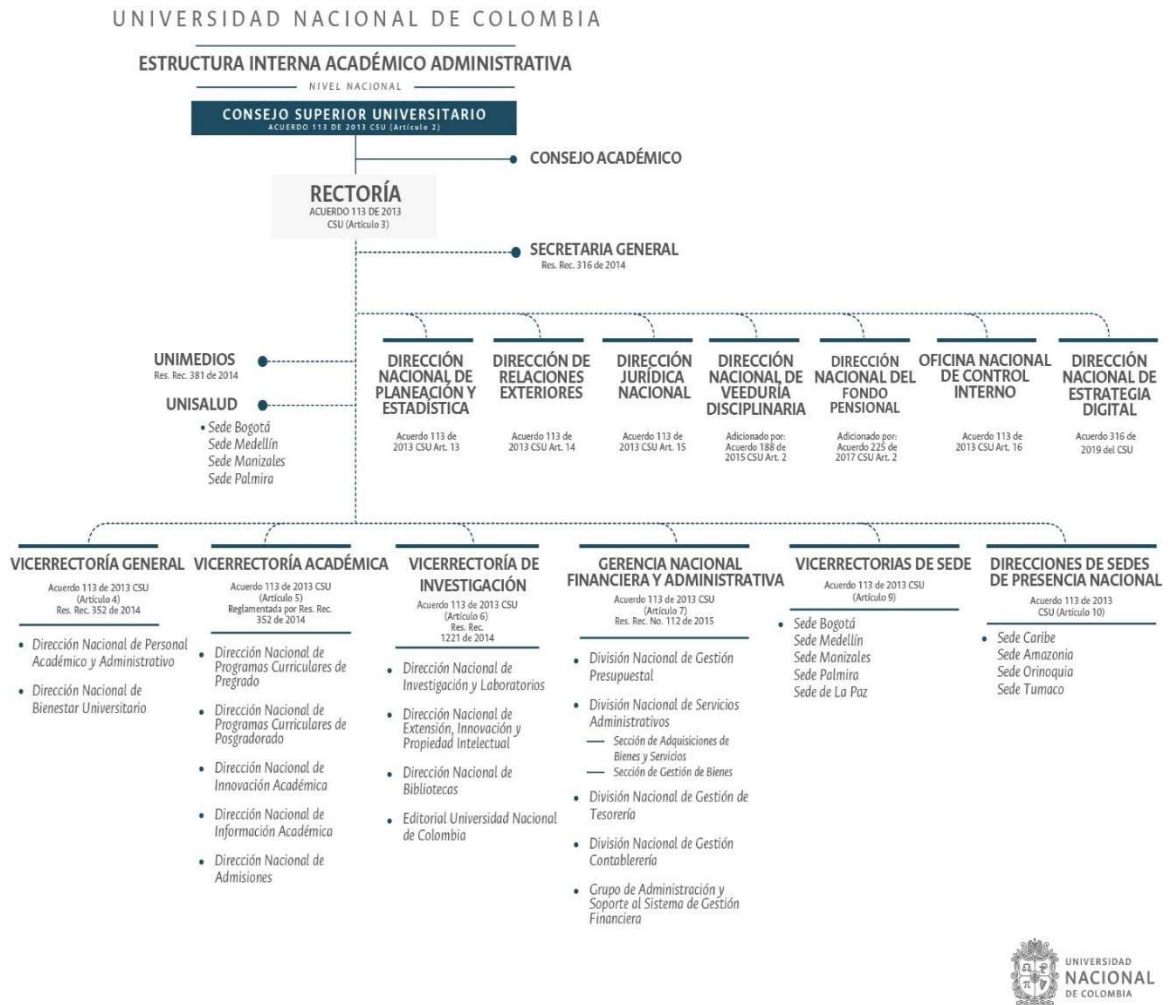 UNIVERSIDAD NACIONAL DE COLOMBIA
ESTRUCTURA INTERNA ACADÉMICO ADMINISTRATIVA
NIVEL NACIONAL
CONSEJO SUPERIOR UNIVERSITARIO
ACUERDO 113 DE 2013 CSU (Artículo 2)
CONSEJO ACADÉMICO
RECTORÍA
ACUERDO 113 DE 2013
CSU (Artículo 3)
SECRETARIA GENERAL
Res. Rec. 316 de 2014
UNIMEDIOS
Res. Rec. 381 de 2014
UNISALUD
• Sede Bogotá
Sede Medellín
Sede Manizales
Sede Palmira
DIRECCIÓN
NACIONAL DE
PLANEACIÓN Y
ESTADÍSTICA
Acuerdo 113 de
2013 CSU Art. 13
DIRECCIÓN DE
RELACIONES
EXTERIORES
Acuerdo 113 de
2013 CSU Art. 14
DIRECCIÓN
JURÍDICA
NACIONAL
Acuerdo 113 de
2013 CSU Art. 15
DIRECCIÓN
NACIONAL DE
VEEDURÍA
DISCIPLINARIA
Adicionado por:
Acuerdo 188 de
2015 CSU Art. 2
DIRECCIÓN
NACIONAL DEL
FONDO
PENSIONAL
Adicionado por:
Acuerdo 225 de
2017 CSU Art. 2
OFICINA NACIONAL
DE CONTROL
INTERNO
Acuerdo 113 de
2013 CSU Art. 16
DIRECCIÓN
NACIONAL DE
ESTRATEGIA
DIGITAL
Acuerdo 316 de
2019 del CSU
VICERRECTORÍA GENERAL
Acuerdo 113 de 2013 CSU
(Artículo 4)
Res. Rec. 352 de 2014
• Dirección Nacional de Personal
Académico y Administrativo
• Dirección Nacional de
Bienestar Universitario
VICERRECTORÍA ACADÉMICA
Acuerdo 113 de 2013 CSU
(Artículo 5)
Reglamentada por Res. Rec.
352 de 2014
• Dirección Nacional de
Programas Curriculares de
Pregrado
• Dirección Nacional de
Programas Curriculares de
Posgradorado
• Dirección Nacional de
Innovación Académica
• Dirección Nacional de
Información Académica
• Dirección Nacional de
Admisiones
VICERRECTORÍA DE
INVESTIGACIÓN
Acuerdo 113 de 2013 CSU
(Artículo 6)
Res. Rec.
1221 de 2014
• Dirección Nacional de
Investigación y Laboratorios
• Dirección Nacional de
Extensión, Innovación y
Propiedad Intelectual
• Dirección Nacional de
Bibliotecas
• Editorial Universidad Nacional
de Colombia
GERENCIA NACIONAL
FINANCIERA Y ADMINISTRATIVA
Acuerdo 113 de 2013 CSU
(Artículo 7)
Res. Rec. No. 112 de 2015
• División Nacional de Gestión
Presupuestal
• División Nacional de Servicios
Administrativos
— Sección de Adquisiciones de
Bienes y Servicios
— Sección de Gestión de Bienes
• División Nacional de Gestión de
Tesorería
• División Nacional de Gestión
Contablerería
• Grupo de Administración y
Soporte al Sistema de Gestión
Financiera
VICERRECTORIAS DE SEDE
Acuerdo 113 de 2013 CSU
(Artículo 9)
• Sede Bogotá
Sede Medellín
Sede Manizales
Sede Palmira
Sede de La Paz
DIRECCIONES DE SEDES
DE PRESENCIA NACIONAL
Acuerdo 113 de 2013
CSU (Artículo 10)
• Sede Caribe
Sede Amazonia
Sede Orinoquia
Sede Tumaco
UNIVERSIDAD
NACIONAL
DE COLOMBIA